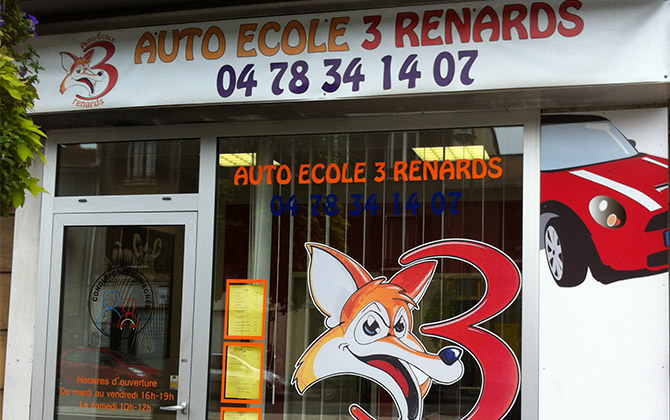 AUTO-ECOLE
3
renards
AUTO ECOLE 3 RENARDS
04 78 34 14 07
AUTO ECOLE 3 RENARDS
04 78 34 14 07
3
Horaires d'ouverture
Du mardi au vendredi 16h-19h
Le samedi 10h-12h